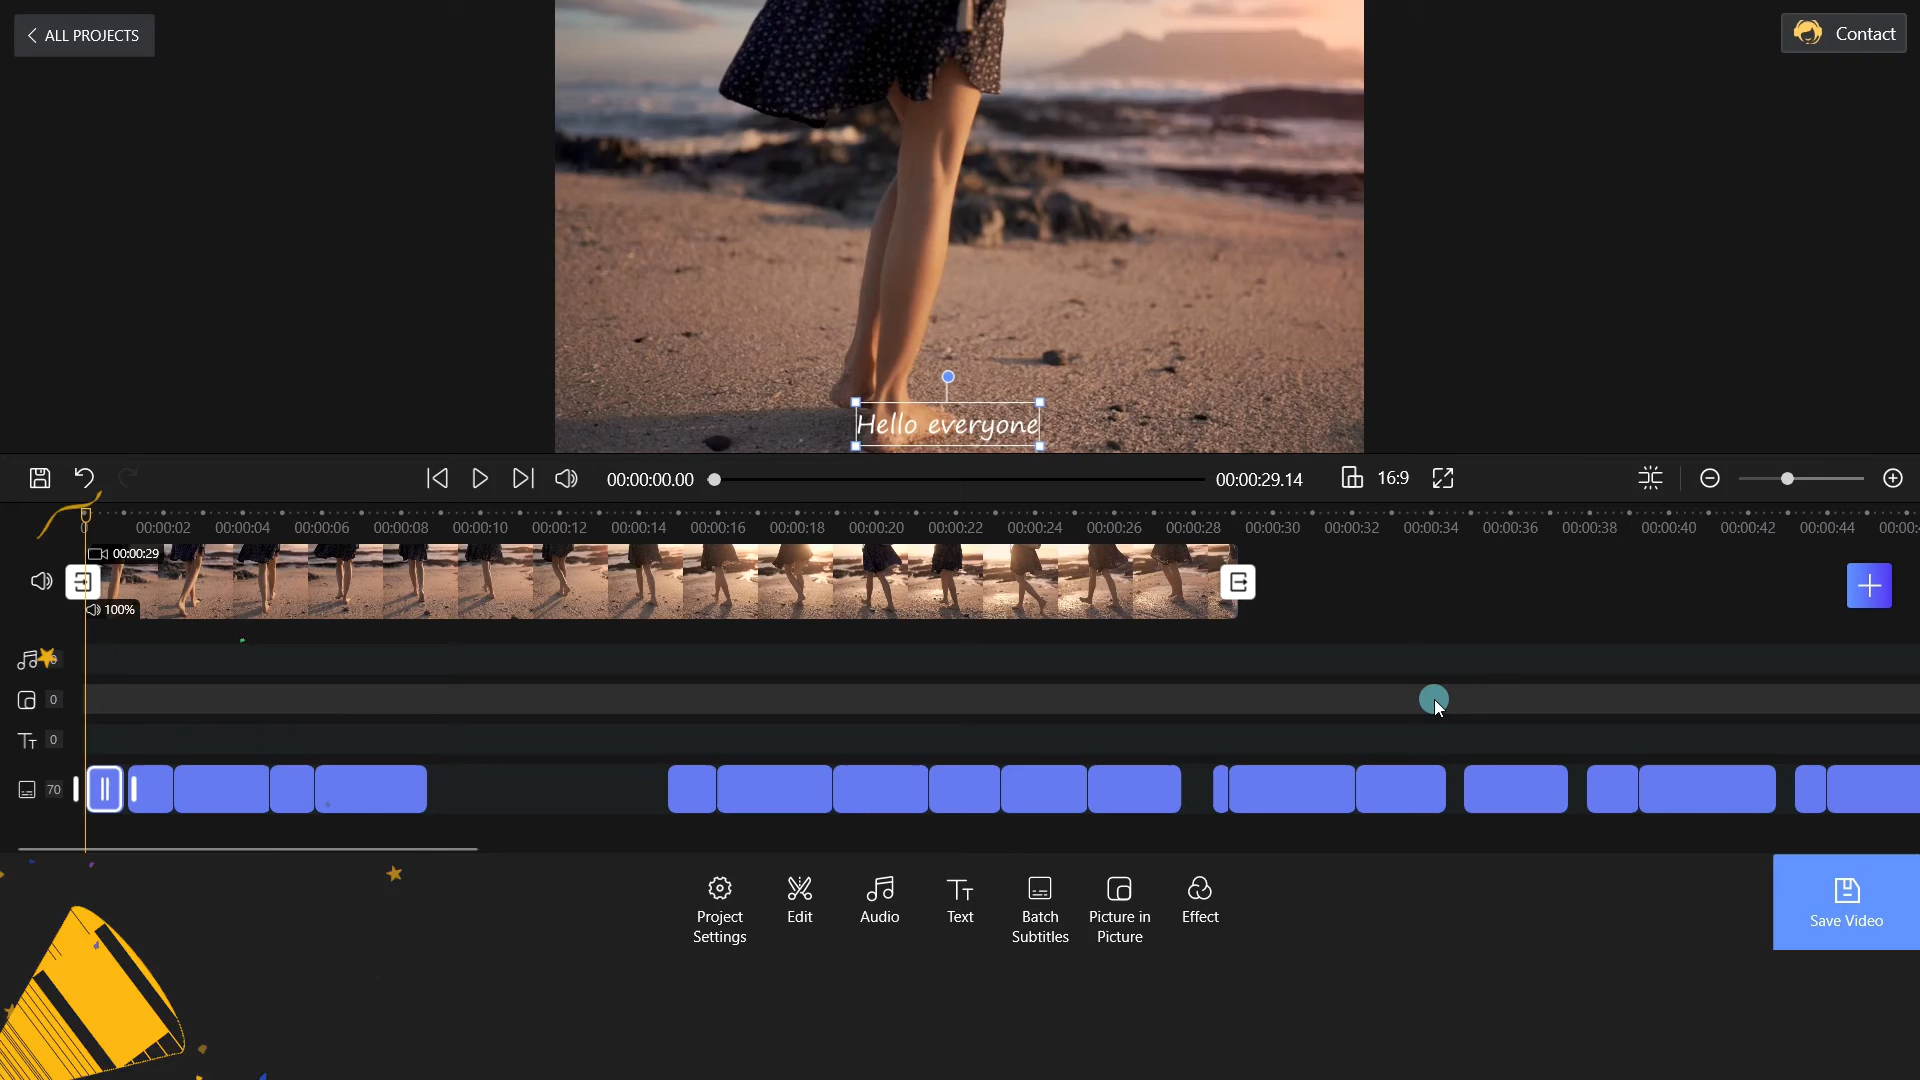 ALL PROJECTS
Contact
Hello everyone
00:00:00.00
00:00:29.14
16:9
0 00:00:02 00:00:04 00:00:06 00:00:08 00:00:10 00:00:12 00:00:14 00:00:16 00:00:18 00:00:20 00:00:22 00:00:24 00:00:26 00:00:28 00:00:30 00:00:32 00:00:34 00:00:36 00:00:38 00:00:40 00:00:42 00:00:44
00:00:29
100%
0
0
70
Project
Settings
Edit
Audio
Text
Batch
Subtitles
Picture in
Picture
Effect
Save Video